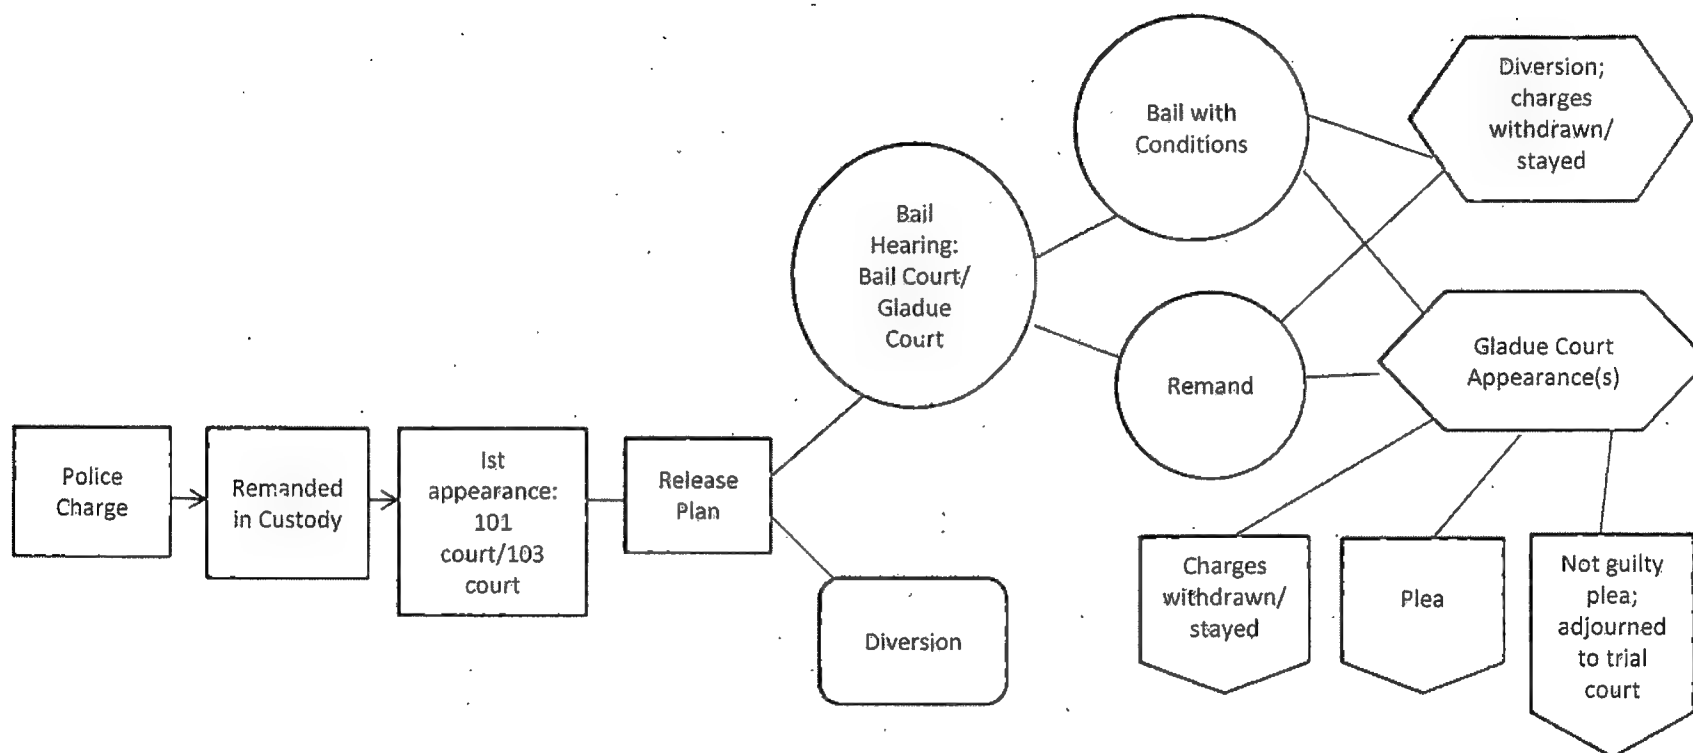 Police
Charge
Remanded
in Custody
Ist
appearance:
101
court/103
court
Release
Plan
Bail
Hearing:
Bail Court/
Gladue
Court
Diversion
Bail with
Conditions
Remand
Diversion;
charges
withdrawn/
stayed
Gladue Court
Appearance(s)
Charges
withdrawn/
stayed
Plea
Not guilty
plea;
adjourned
to trial
court